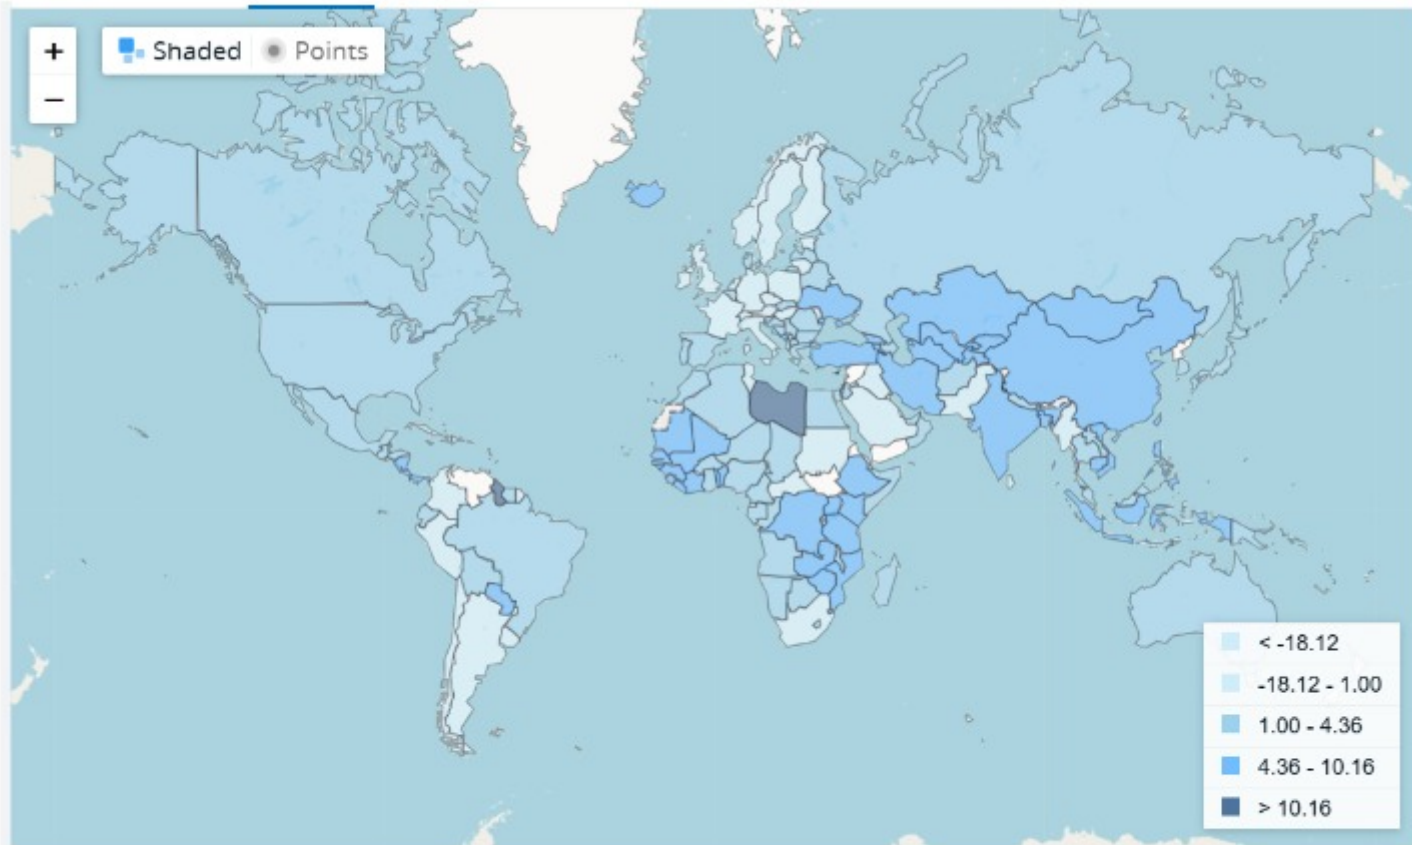 +
Shaded Points
−
< -18.12
-18.12 - 1.00
1.00 - 4.36
4.36 - 10.16
> 10.16